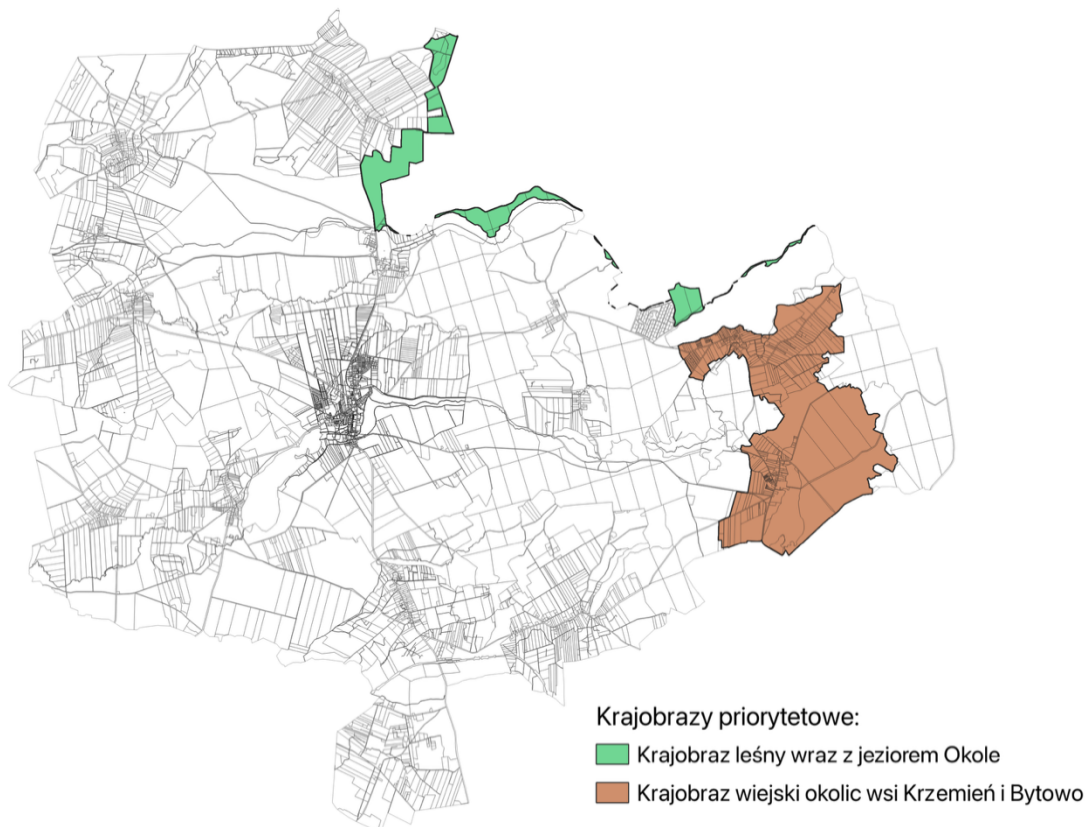 Krajobrazy priorytetowe:
Krajobraz leśny wraz z jeziorem Okole
Krajobraz wiejski okolic wsi Krzemień i Bytowo